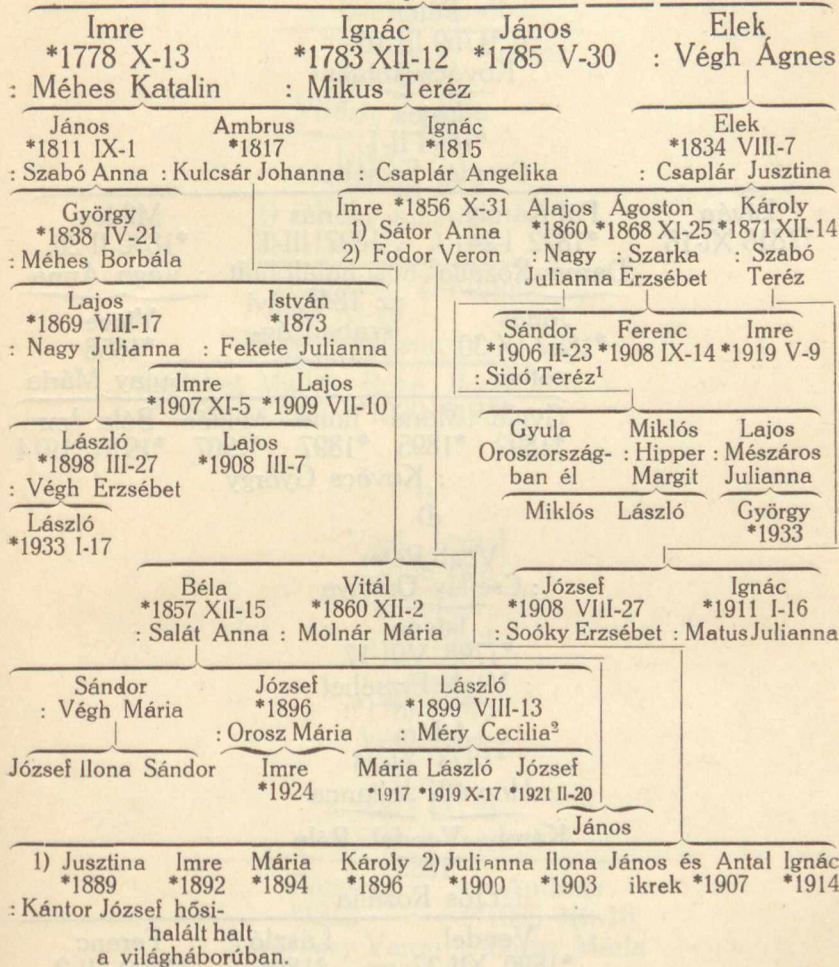 Imre Ignác János Elek
*1778 X-13 *1783 XII-12 *1785 V-30 : Végh Ágnes
: Méhes Katalin : Mikus Teréz
János Ambrus Ignác Elek
*1811 IX-1 *1817 *1815 *1834 VIII-7
: Szabó Anna : Kulcsár Johanna : Csaplár Angelika : Csaplár Jusztina
György Imre *1856 X-31 Alajos Ágoston Károly
*1838 IV-21 1) Sátor Anna *1860 *1868 XI-25 *1871 XII-14
: Méhes Borbála 2) Fodor Veron : Nagy : Szarka : Szabó
Julianna Erzsébet Teréz
Lajos István
*1869 VIII-17 *1873
: Nagy Julianna : Fekete Julianna
Sándor Ferenc Imre
*1906 II-23 *1908 IX-14 *1919 V-9
: Sidó Teréz¹
Imre Lajos
*1907 XI-5 *1909 VII-10
László Lajos
*1898 III-27 *1908 III-7
: Végh Erzsébet
Gyula Miklós Lajos
Oroszország- : Hipper : Mészáros
ban él Margit Julianna
László
*1933 I-17
Miklós László György
*1933
Béla Vitál József Ignác
*1857 XII-15 *1860 XII-2 *1908 VIII-27 *1911 I-16
: Salát Anna : Molnár Mária : Soóky Erzsébet : Matus Julianna
Sándor József László
: Végh Mária *1896 *1899 VIII-13
: Orosz Mária : Méry Cecilia²
József Ilona Sándor Imre Mária László József
*1924 *1917 *1919 X-17 *1921 II-20
János
1) Jusztina Imre Mária Károly 2) Julianna Ilona János és Antal Ignác
*1889 *1892 *1894 *1896 *1900 *1903 ikrek *1907 *1914
: Kántor József hősi-
halált halt
a világháborúban.